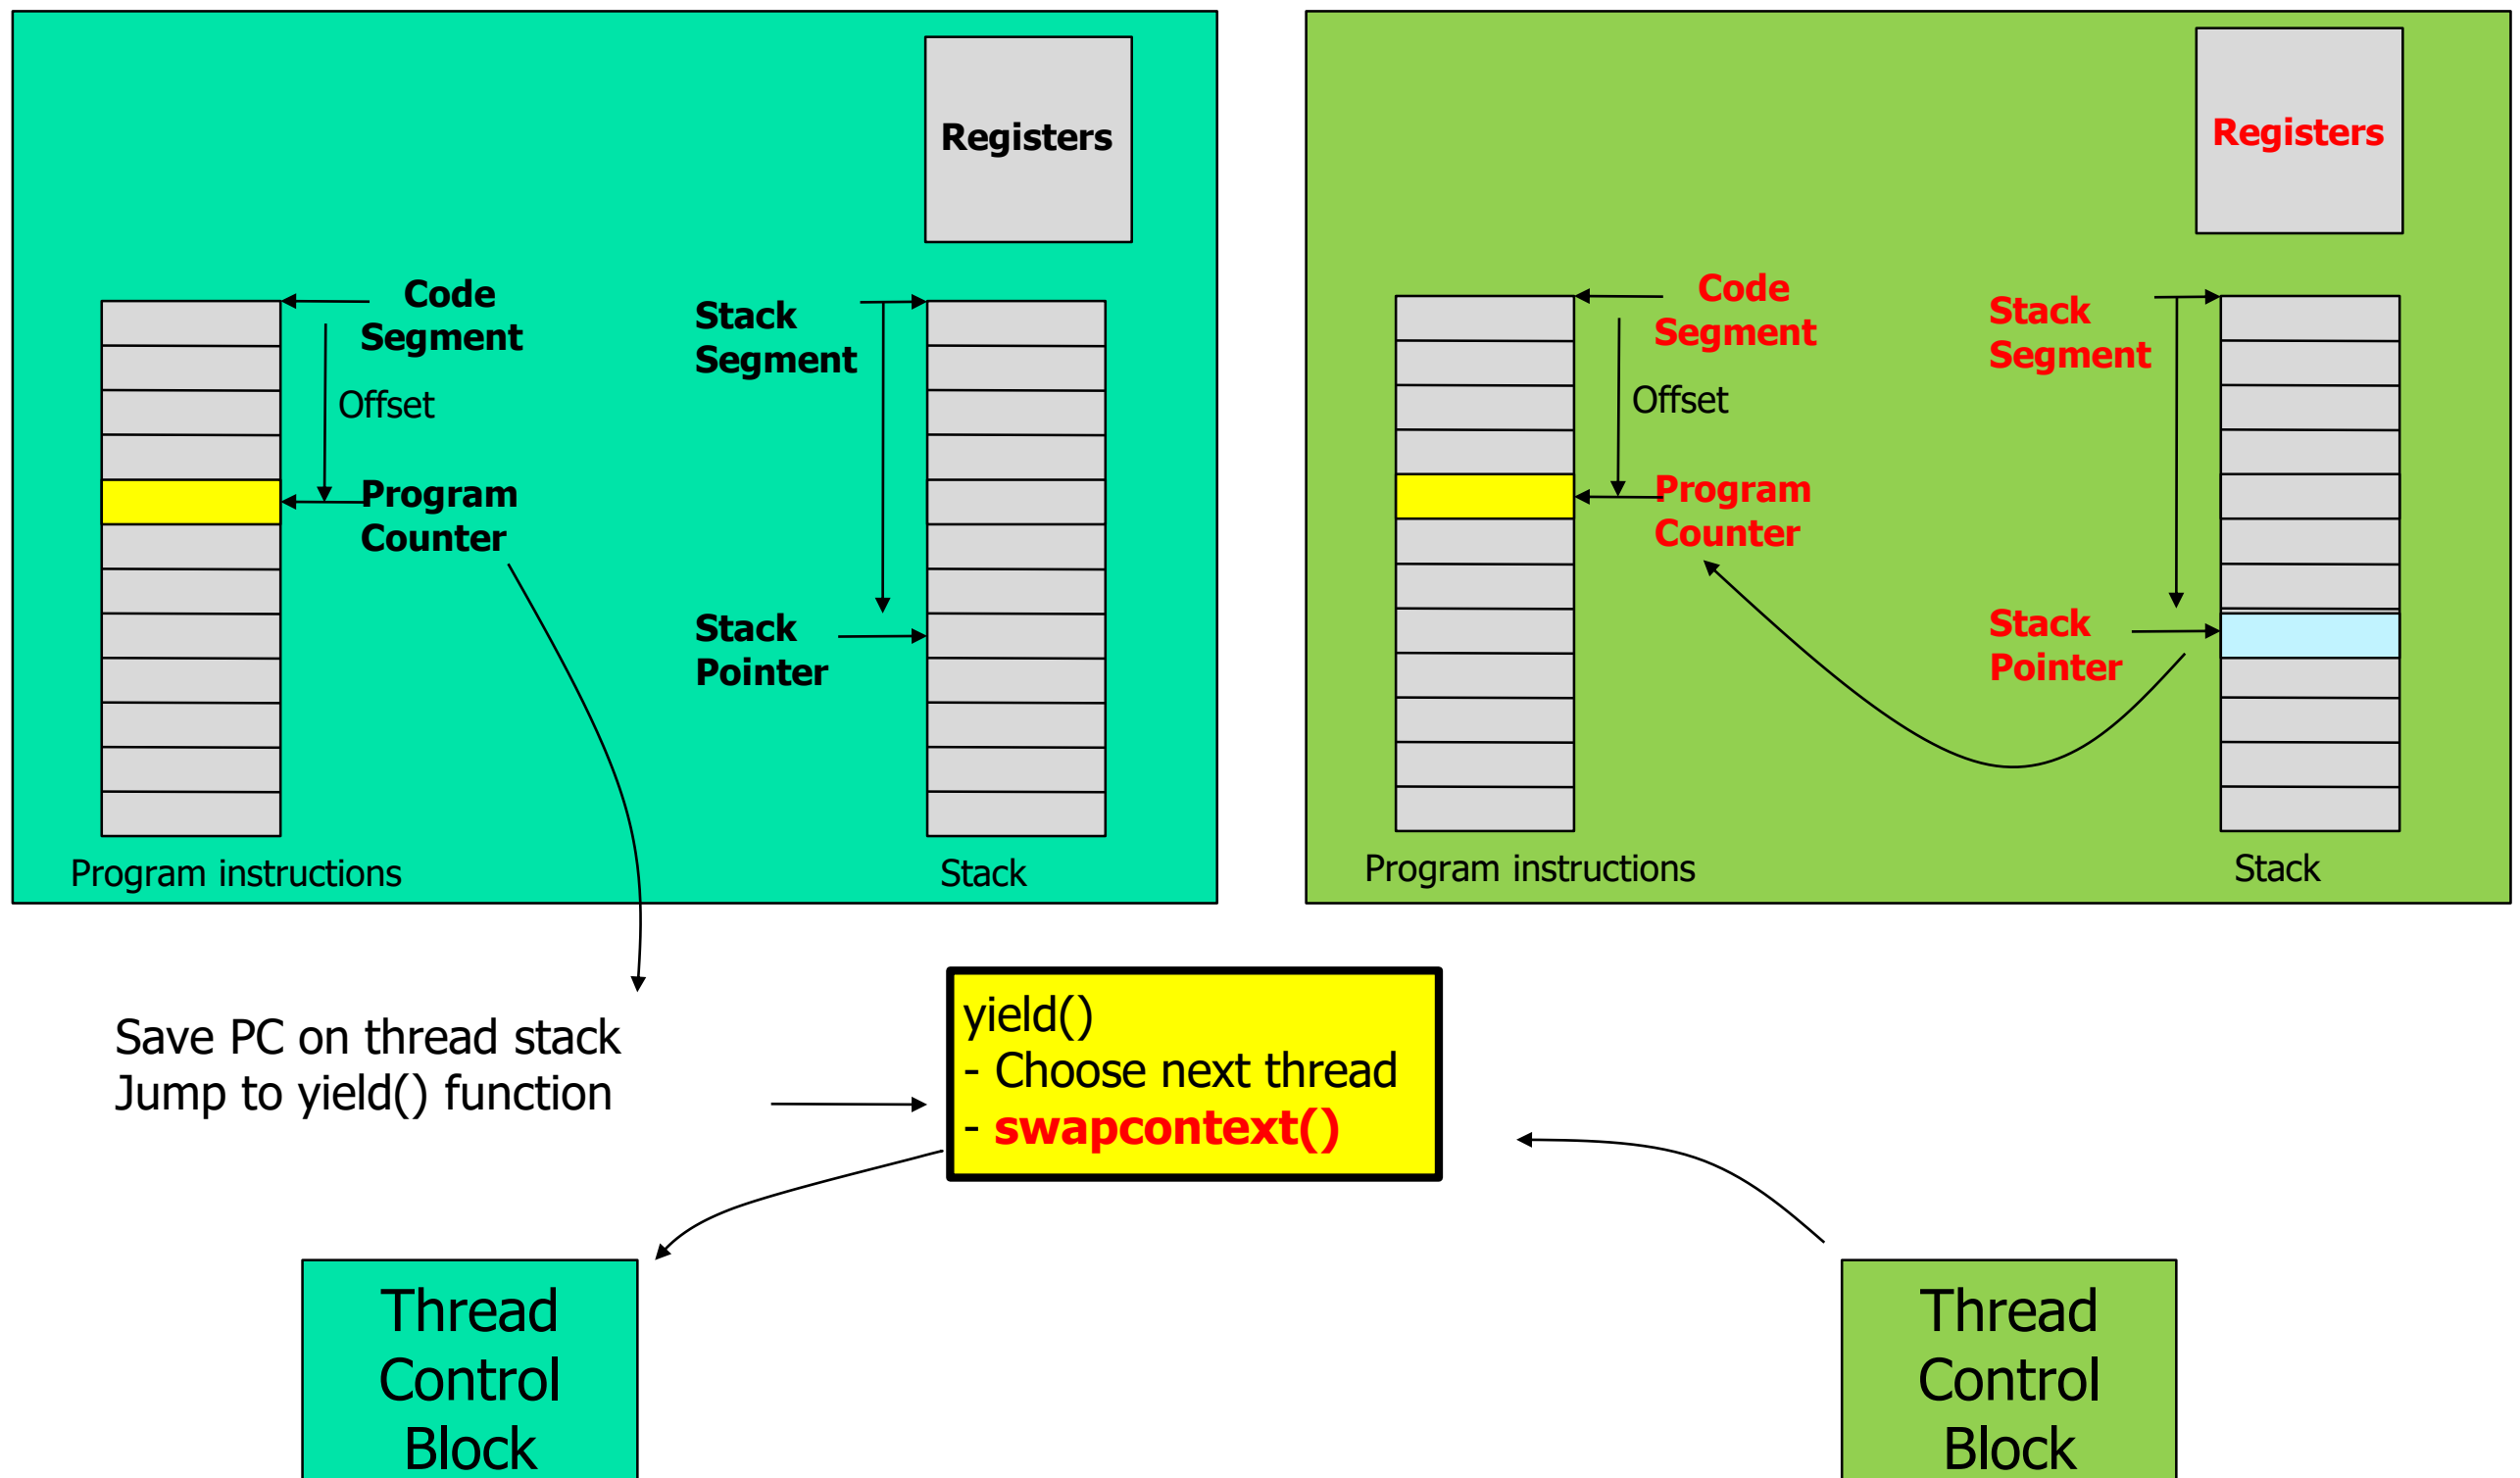 Registers
Code
Segment
Stack
Segment
Offset
Program
Counter
Stack
Pointer
Program instructions
Stack
Registers
Code
Segment
Stack
Segment
Offset
Program
Counter
Stack
Pointer
Program instructions
Stack
Save PC on thread stack
Jump to yield() function
yield()
- Choose next thread
- swapcontext()
Thread
Control
Block
Thread
Control
Block